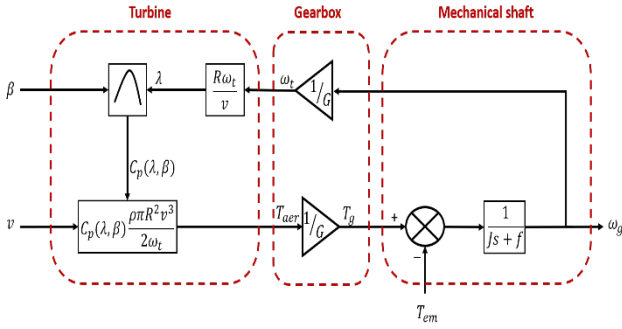 Turbine
Gearbox
Mechanical shaft
β
λ
Rω_t / v
ω_t
1/G
C_p(λ, β)
v
C_p(λ, β) ρπR²v³ / 2ω_t
T_aer
1/G
T_g
+
−
1 / Js + f
ω_g
T_em